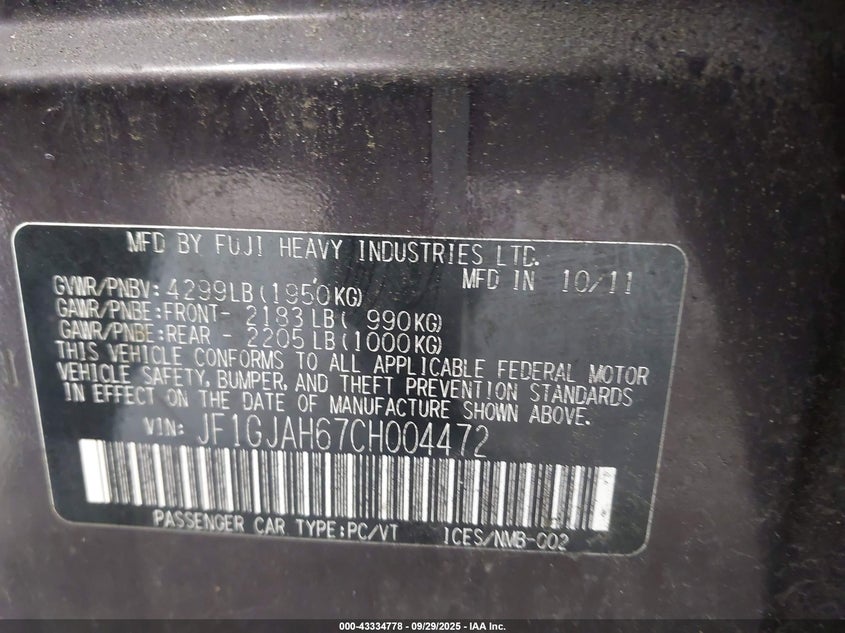 MFD BY FUJI HEAVY INDUSTRIES LTD.
MFD IN 10/11
GVWR/PNBV: 4299LB(1950KG)
GAWR/PNBE:FRONT- 2183LB( 990KG)
GAWR/PNBE:REAR - 2205LB(1000KG)
THIS VEHICLE CONFORMS TO ALL APPLICABLE FEDERAL MOTOR
VEHICLE SAFETY, BUMPER, AND THEFT PREVENTION STANDARDS
IN EFFECT ON THE DATE OF MANUFACTURE SHOWN ABOVE.
VIN: JF1GJAH67CH004472
PASSENGER CAR TYPE:PC/VT ICES/NMB-002
000-43334778 - 09/29/2025 - IAA Inc.